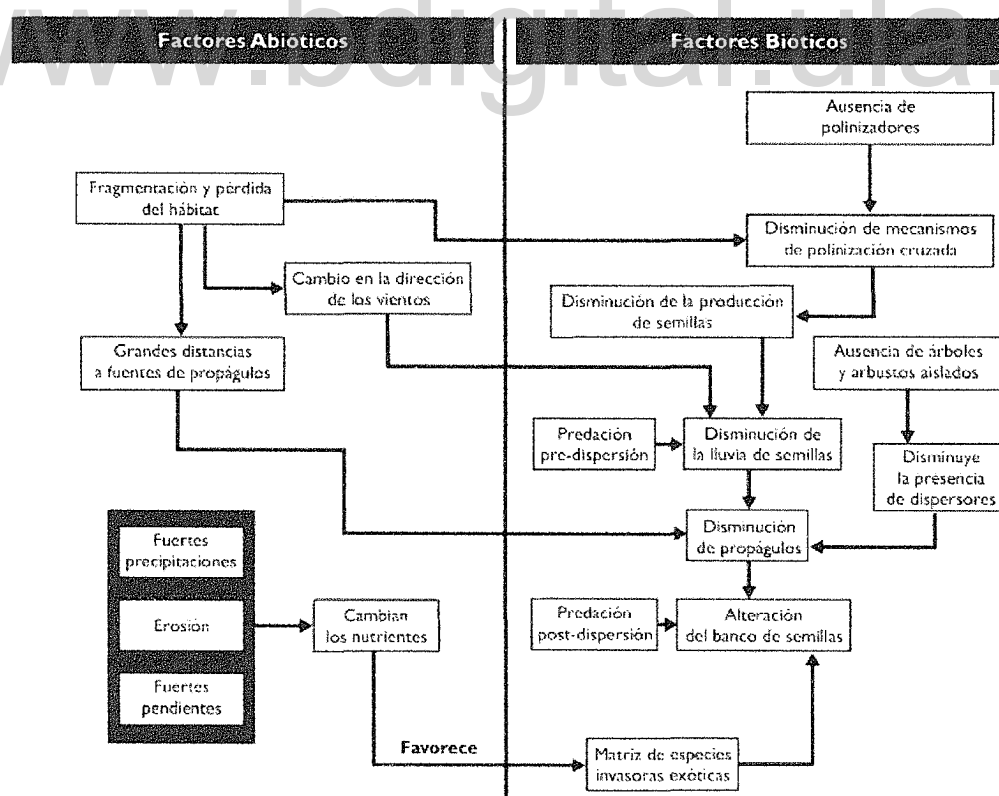 www.bdigital.ula.
Factores Abióticos
Factores Bióticos
Ausencia de
polinizadores
Fragmentación y pérdida
del hábitat
Disminución de mecanismos
de polinización cruzada
Cambio en la dirección
de los vientos
Disminución de la producción
de semillas
Grandes distancias
a fuentes de propágulos
Ausencia de árboles
y arbustos aislados
Predación
pre-dispersión
Disminución de
la lluvia de semillas
Disminuye
la presencia
de dispersores
Disminución
de propágulos
Fuertes
precipitaciones
Erosión
Fuertes
pendientes
Cambian
los nutrientes
Predación
post-dispersión
Alteración
del banco de semillas
Favorece
Matriz de especies
invasoras exóticas